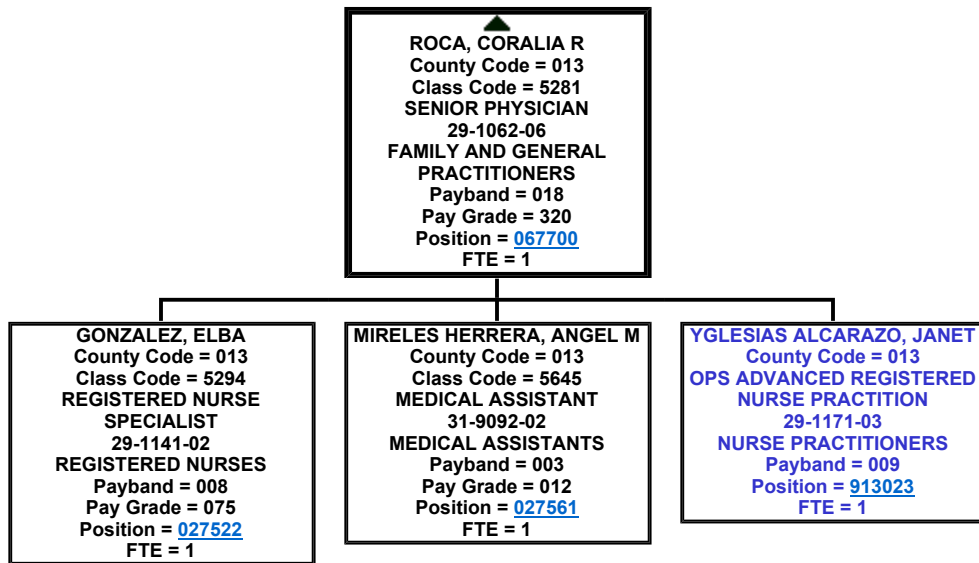 ROCA, CORALIA R
County Code = 013
Class Code = 5281
SENIOR PHYSICIAN
29-1062-06
FAMILY AND GENERAL
PRACTITIONERS
Payband = 018
Pay Grade = 320
Position = 067700
FTE = 1
GONZALEZ, ELBA
County Code = 013
Class Code = 5294
REGISTERED NURSE
SPECIALIST
29-1141-02
REGISTERED NURSES
Payband = 008
Pay Grade = 075
Position = 027522
FTE = 1
MIRELES HERRERA, ANGEL M
County Code = 013
Class Code = 5645
MEDICAL ASSISTANT
31-9092-02
MEDICAL ASSISTANTS
Payband = 003
Pay Grade = 012
Position = 027561
FTE = 1
YGLESIAS ALCARAZO, JANET
County Code = 013
OPS ADVANCED REGISTERED
NURSE PRACTITION
29-1171-03
NURSE PRACTITIONERS
Payband = 009
Position = 913023
FTE = 1